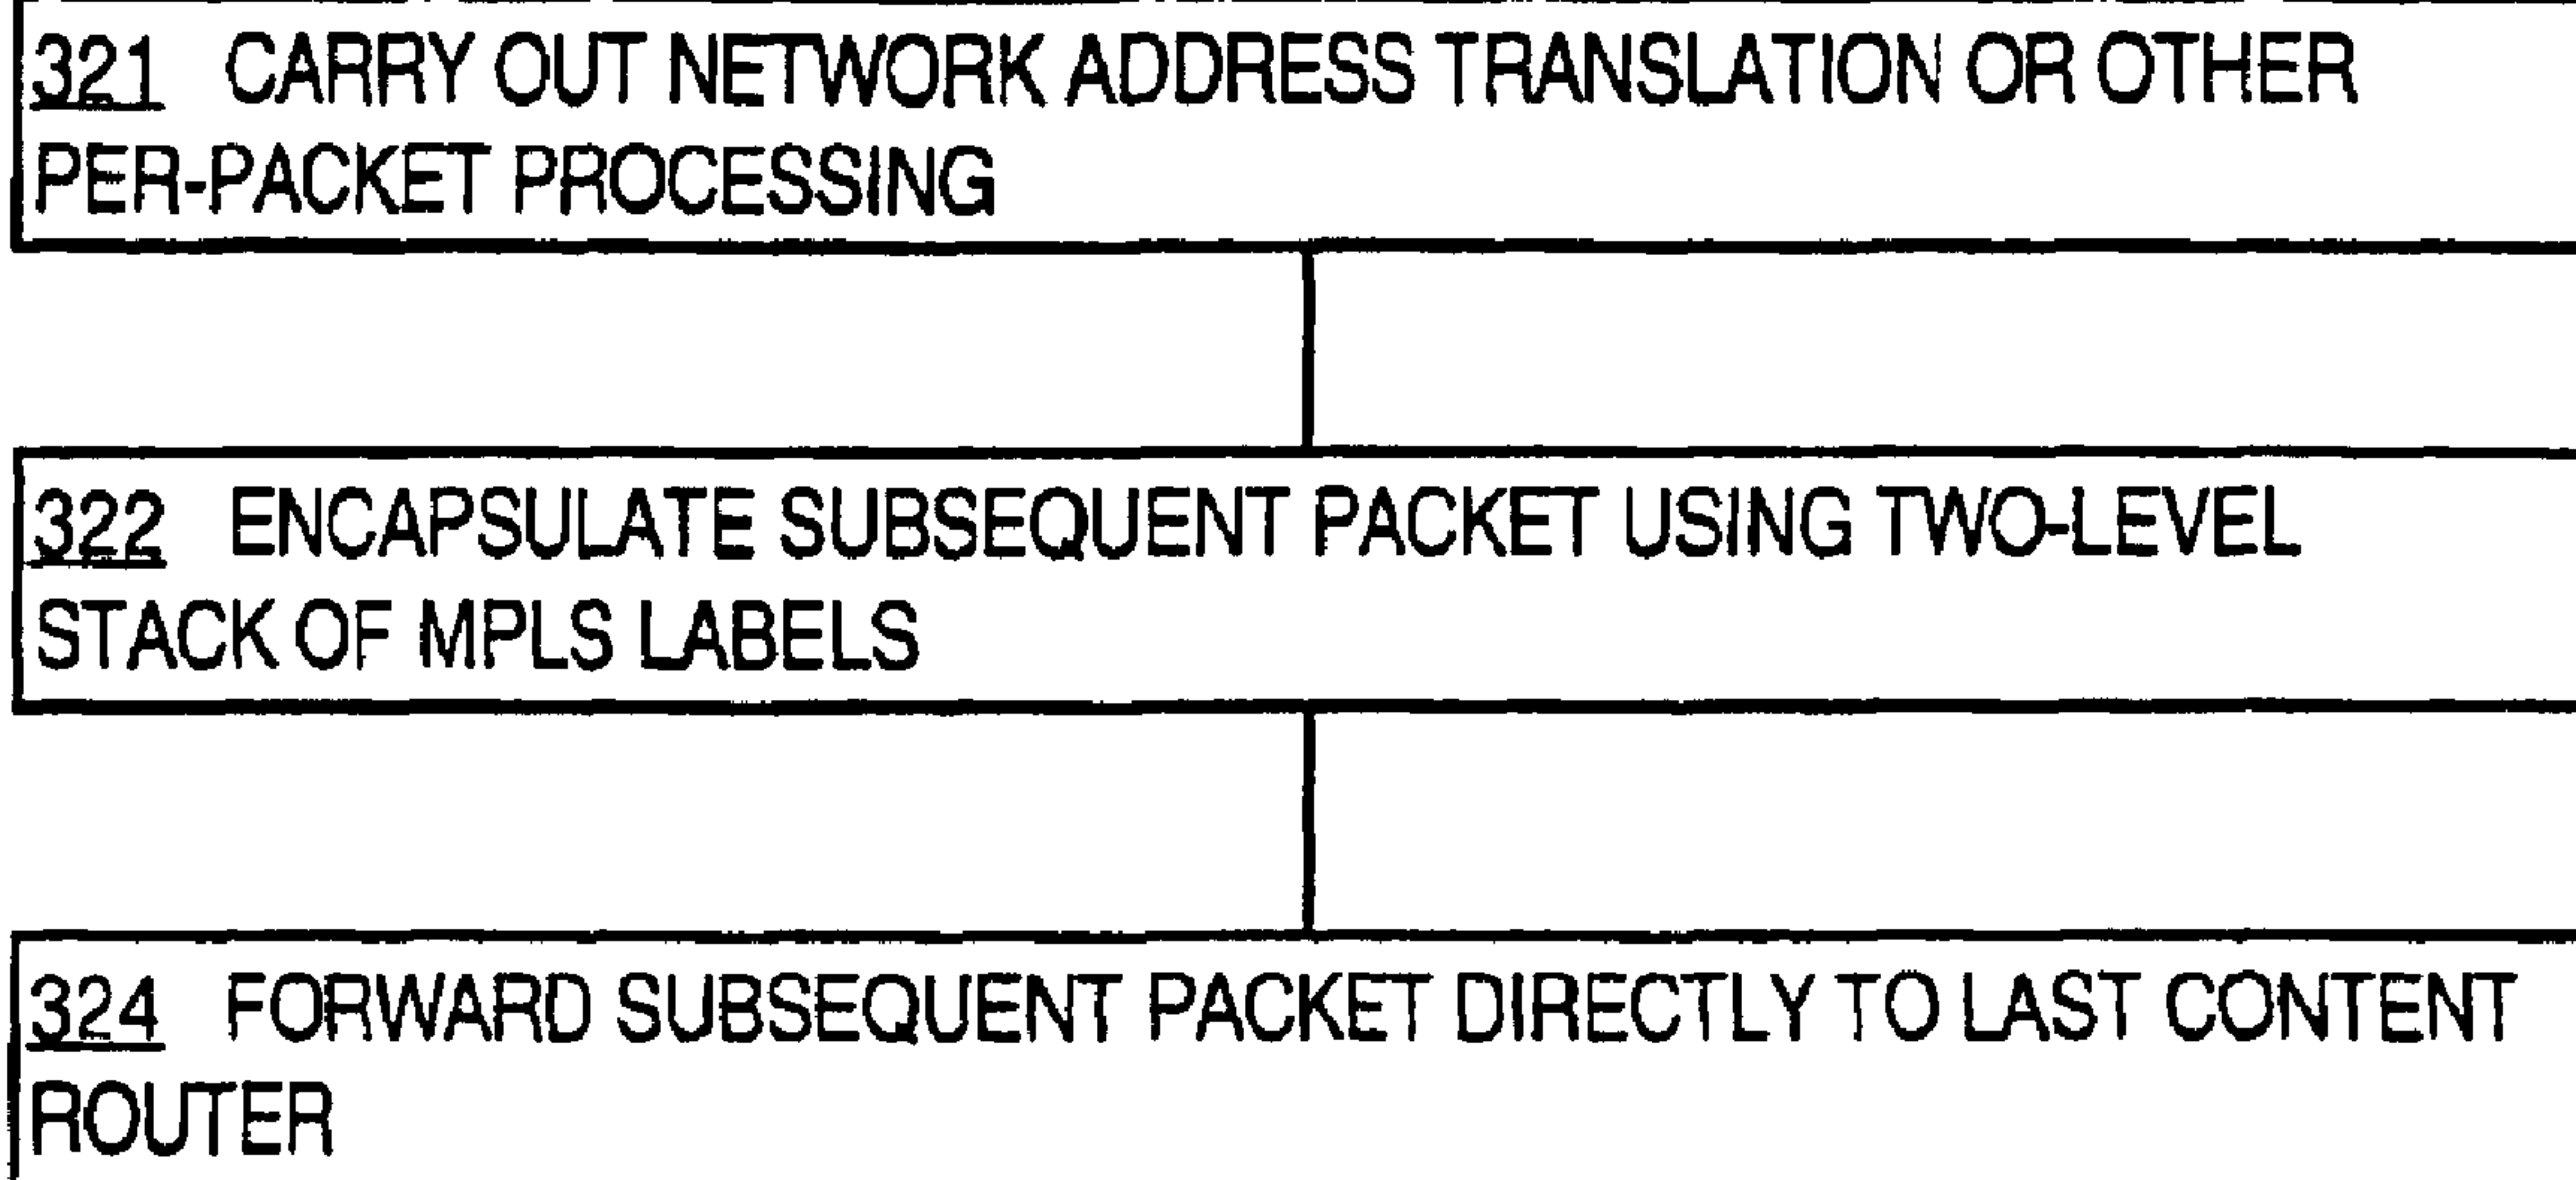 321 CARRY OUT NETWORK ADDRESS TRANSLATION OR OTHER
PER-PACKET PROCESSING
322 ENCAPSULATE SUBSEQUENT PACKET USING TWO-LEVEL
STACK OF MPLS LABELS
324 FORWARD SUBSEQUENT PACKET DIRECTLY TO LAST CONTENT
ROUTER